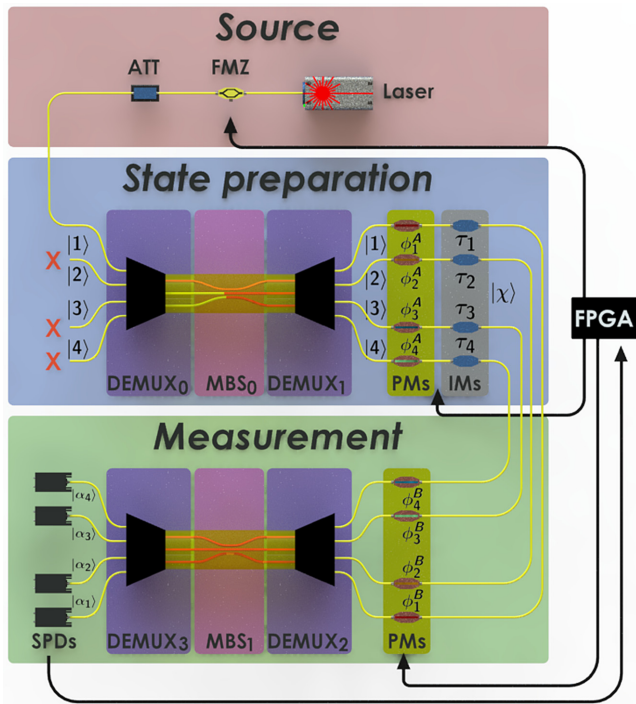 Source
ATT FMZ
Laser
State preparation
|1⟩ |1⟩ ϕ₁ᴬ τ₁
X |2⟩ |2⟩ ϕ₂ᴬ τ₂
|χ⟩
X |3⟩ |3⟩ ϕ₃ᴬ τ₃
X |4⟩ |4⟩ ϕ₄ᴬ τ₄
DEMUX₀ MBS₀ DEMUX₁ PMs IMs
FPGA
Measurement
|α₄⟩ ϕ₄ᴮ
|α₃⟩ ϕ₃ᴮ
|α₂⟩ ϕ₂ᴮ
|α₁⟩ ϕ₁ᴮ
SPDs DEMUX₃ MBS₁ DEMUX₂ PMs